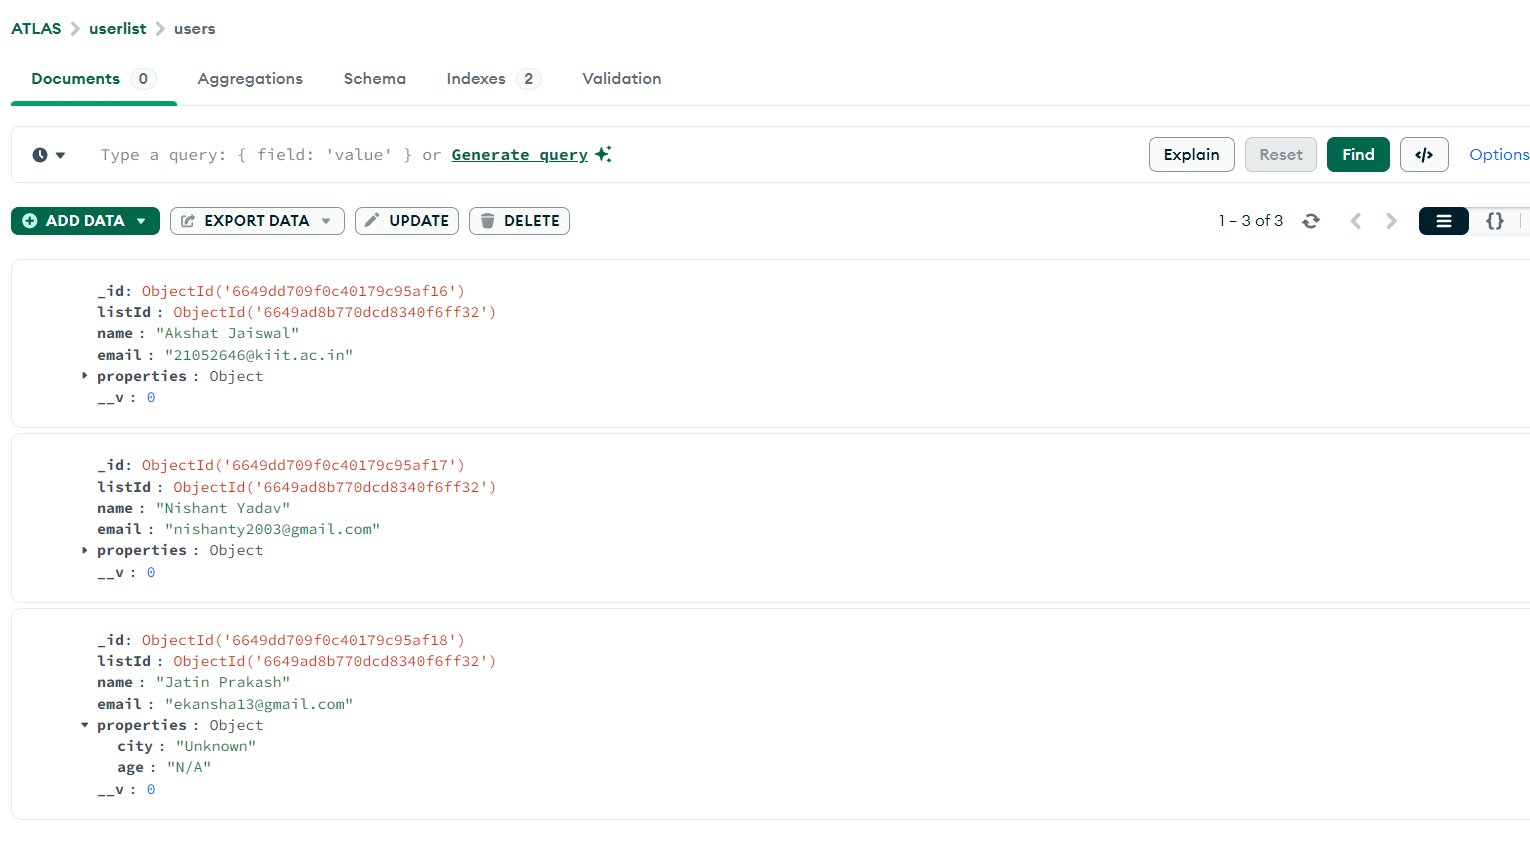 ATLAS > userlist > users
Documents 0 Aggregations Schema Indexes 2 Validation
Type a query: { field: 'value' } or Generate query Explain Reset Find </> Options
ADD DATA EXPORT DATA UPDATE DELETE 1 – 3 of 3 {}
_id: ObjectId('6649dd709f0c40179c95af16')
listId : ObjectId('6649ad8b770dcd8340f6ff32')
name : "Akshat Jaiswal"
email : "21052646@kiit.ac.in"
properties : Object
__v : 0
_id: ObjectId('6649dd709f0c40179c95af17')
listId : ObjectId('6649ad8b770dcd8340f6ff32')
name : "Nishant Yadav"
email : "nishanty2003@gmail.com"
properties : Object
__v : 0
_id: ObjectId('6649dd709f0c40179c95af18')
listId : ObjectId('6649ad8b770dcd8340f6ff32')
name : "Jatin Prakash"
email : "ekansha13@gmail.com"
properties : Object
city : "Unknown"
age : "N/A"
__v : 0